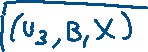 √(U₃, B, X)